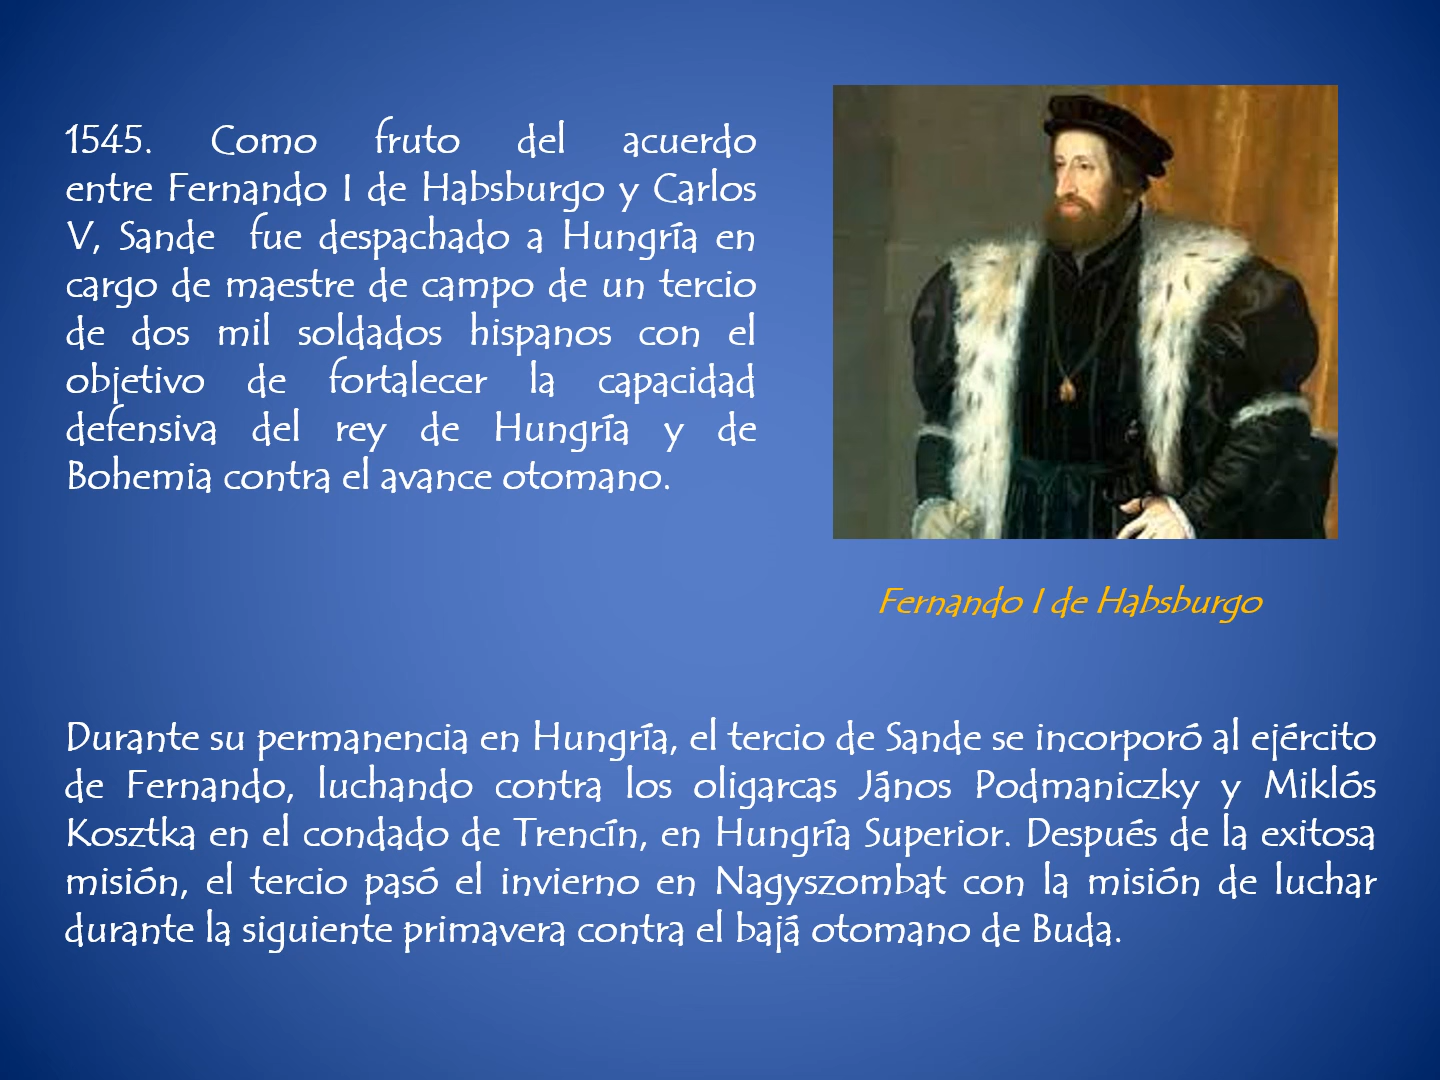 1545. Como fruto del acuerdo
entre Fernando I de Habsburgo y Carlos
V, Sande fue despachado a Hungría en
cargo de maestre de campo de un tercio
de dos mil soldados hispanos con el
objetivo de fortalecer la capacidad
defensiva del rey de Hungría y de
Bohemia contra el avance otomano.
Fernando I de Habsburgo
Durante su permanencia en Hungría, el tercio de Sande se incorporó al ejército
de Fernando, luchando contra los oligarcas János Podmaniczky y Miklós
Kosztka en el condado de Trencín, en Hungría Superior. Después de la exitosa
misión, el tercio pasó el invierno en Nagyszombat con la misión de luchar
durante la siguiente primavera contra el bajá otomano de Buda.